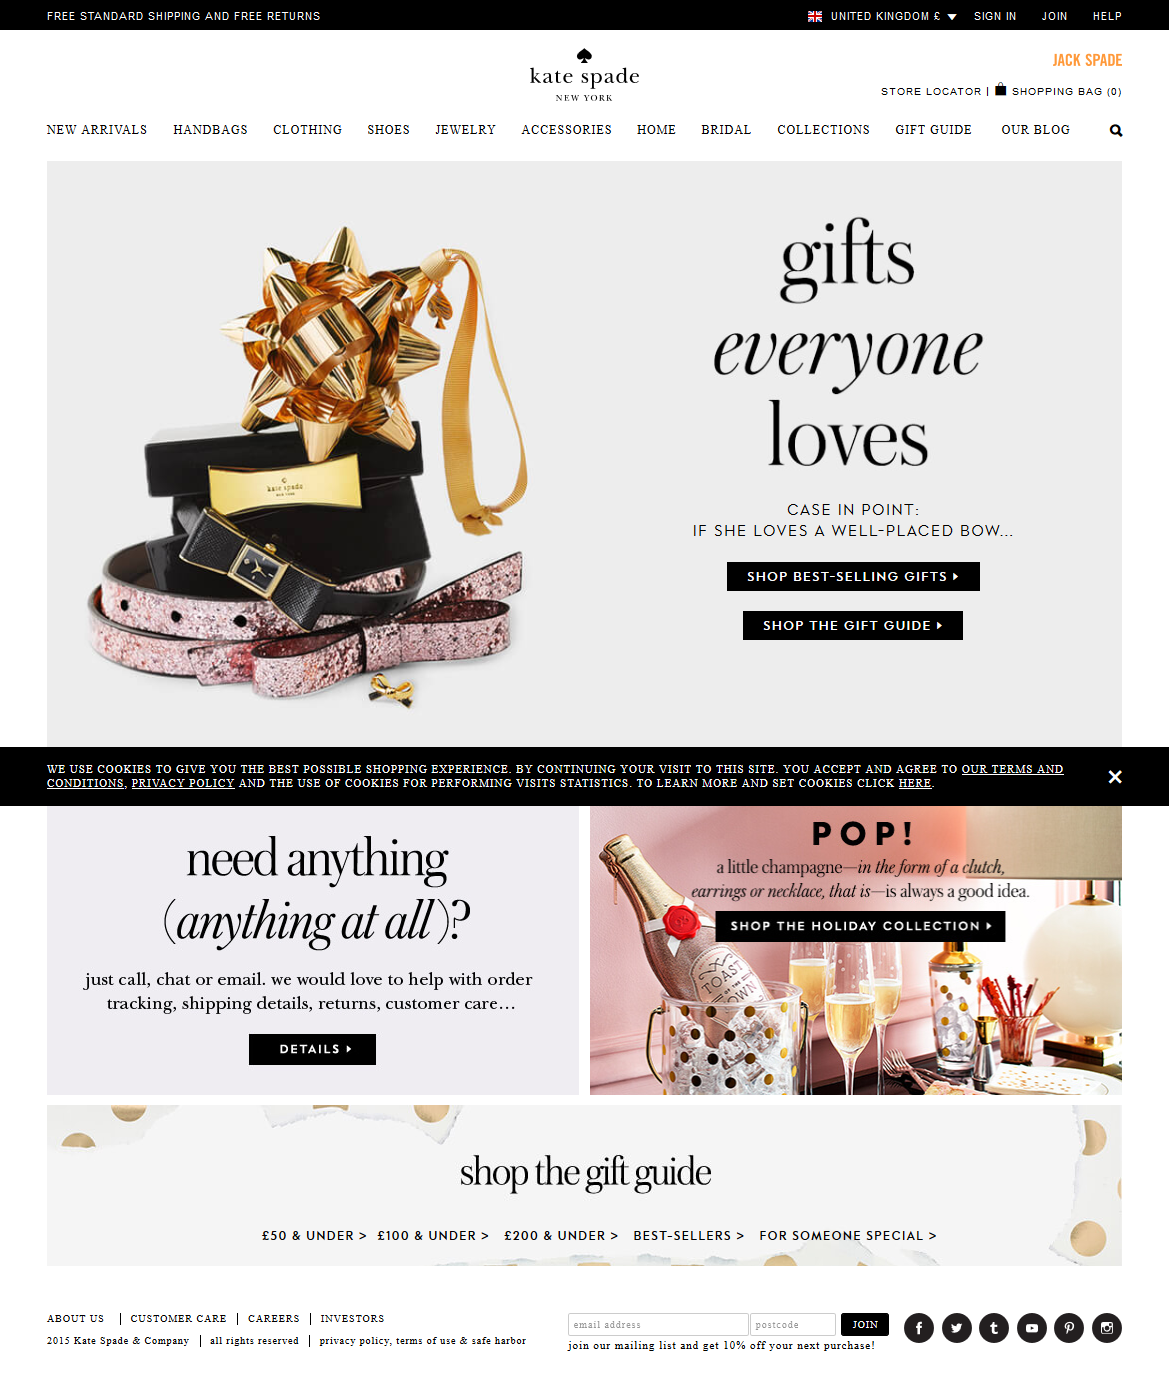 FREE STANDARD SHIPPING AND FREE RETURNS
UNITED KINGDOM £ SIGN IN JOIN HELP
kate spade
NEW YORK
JACK SPADE
STORE LOCATOR | SHOPPING BAG (0)
NEW ARRIVALS HANDBAGS CLOTHING SHOES JEWELRY ACCESSORIES HOME BRIDAL COLLECTIONS GIFT GUIDE OUR BLOG
gifts
everyone
loves
kate spade
NEW YORK
CASE IN POINT:
IF SHE LOVES A WELL-PLACED BOW...
SHOP BEST-SELLING GIFTS
SHOP THE GIFT GUIDE
WE USE COOKIES TO GIVE YOU THE BEST POSSIBLE SHOPPING EXPERIENCE. BY CONTINUING YOUR VISIT TO THIS SITE. YOU ACCEPT AND AGREE TO OUR TERMS AND
CONDITIONS, PRIVACY POLICY AND THE USE OF COOKIES FOR PERFORMING VISITS STATISTICS. TO LEARN MORE AND SET COOKIES CLICK HERE.
need anything
(anything at all)?
just call, chat or email. we would love to help with order
tracking, shipping details, returns, customer care...
DETAILS
POP!
a little champagne—in the form of a clutch,
earrings or necklace, that is—is always a good idea.
SHOP THE HOLIDAY COLLECTION
TOAST
OF THE
TOWN
shop the gift guide
£50 & UNDER > £100 & UNDER > £200 & UNDER > BEST-SELLERS > FOR SOMEONE SPECIAL >
ABOUT US | CUSTOMER CARE | CAREERS | INVESTORS
2015 Kate Spade & Company | all rights reserved | privacy policy, terms of use & safe harbor
email address postcode JOIN
join our mailing list and get 10% off your next purchase!